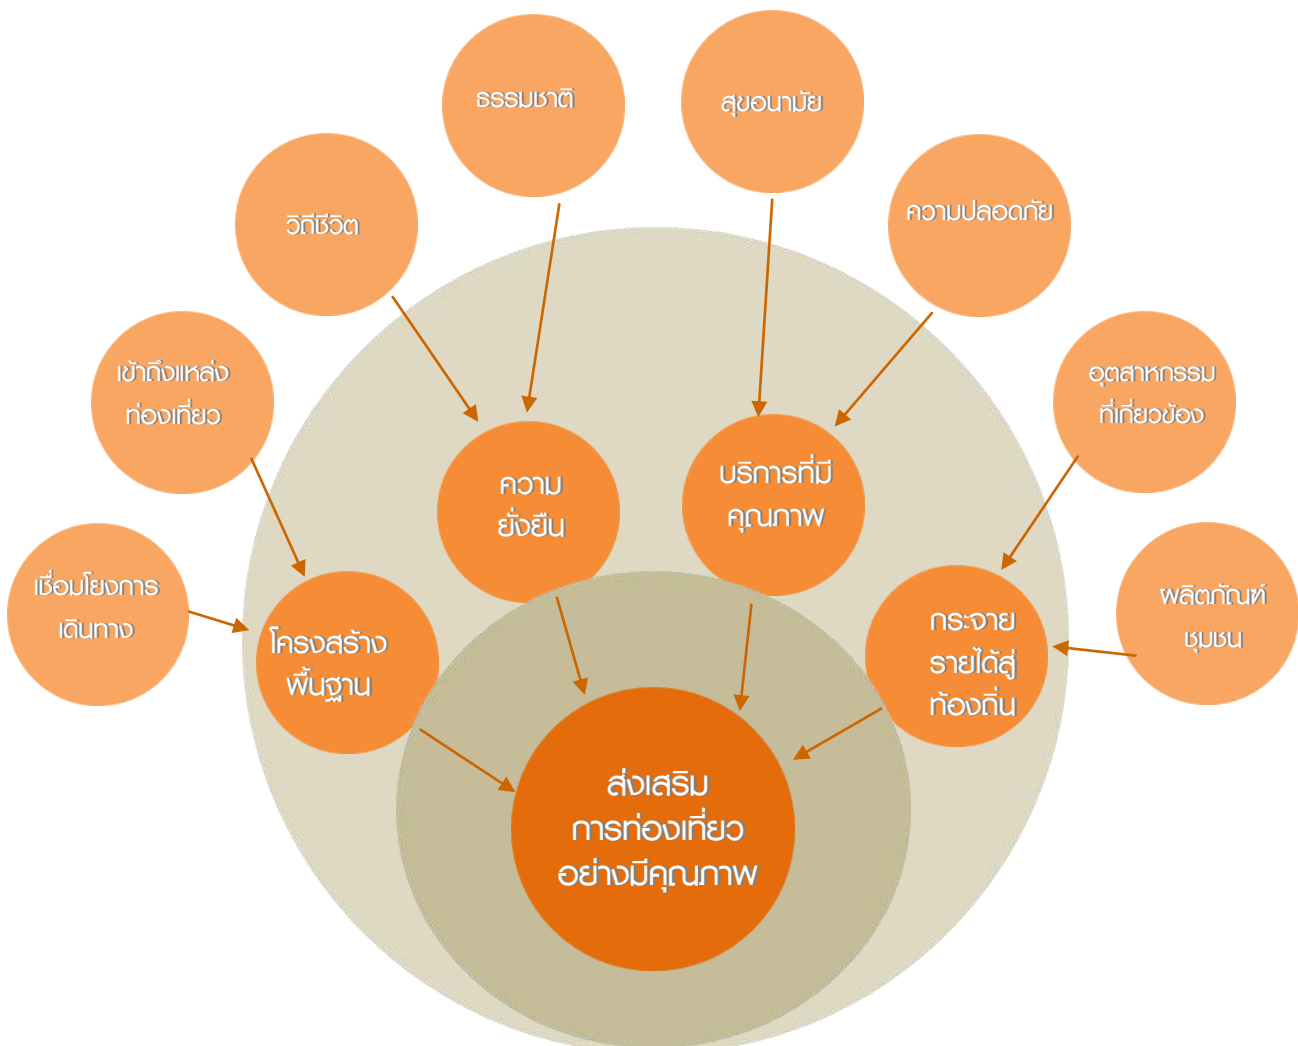 ธรรมชาติ
สุขอนามัย
วิถีชีวิต
ความปลอดภัย
เข้าถึงแหล่ง
ท่องเที่ยว
อุตสาหกรรม
ที่เกี่ยวข้อง
ความ
ยั่งยืน
บริการที่มี
คุณภาพ
เชื่อมโยงการ
เดินทาง
ผลิตภัณฑ์
ชุมชน
โครงสร้าง
พื้นฐาน
กระจาย
รายได้สู่
ท้องถิ่น
ส่งเสริม
การท่องเที่ยว
อย่างมีคุณภาพ